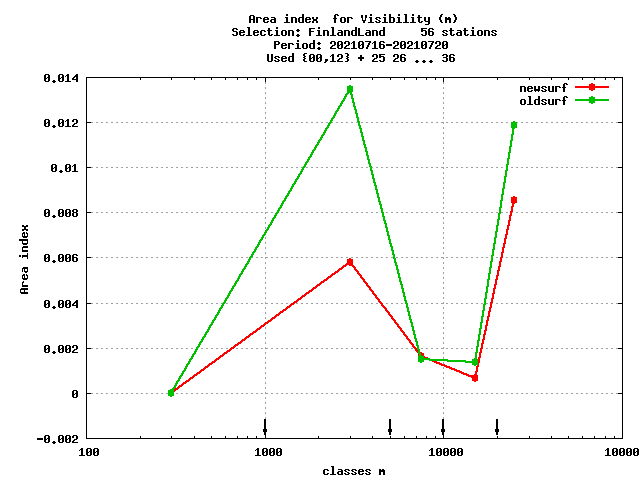 Area index  for Visibility (m)
Selection: FinlandLand     56 stations
Period: 20210716-20210720
Used {00,12} + 25 26 ... 36
newsurf
oldsurf
Area index
0.014
0.012
0.01
0.008
0.006
0.004
0.002
0
-0.002
100
1000
10000
10000
classes m